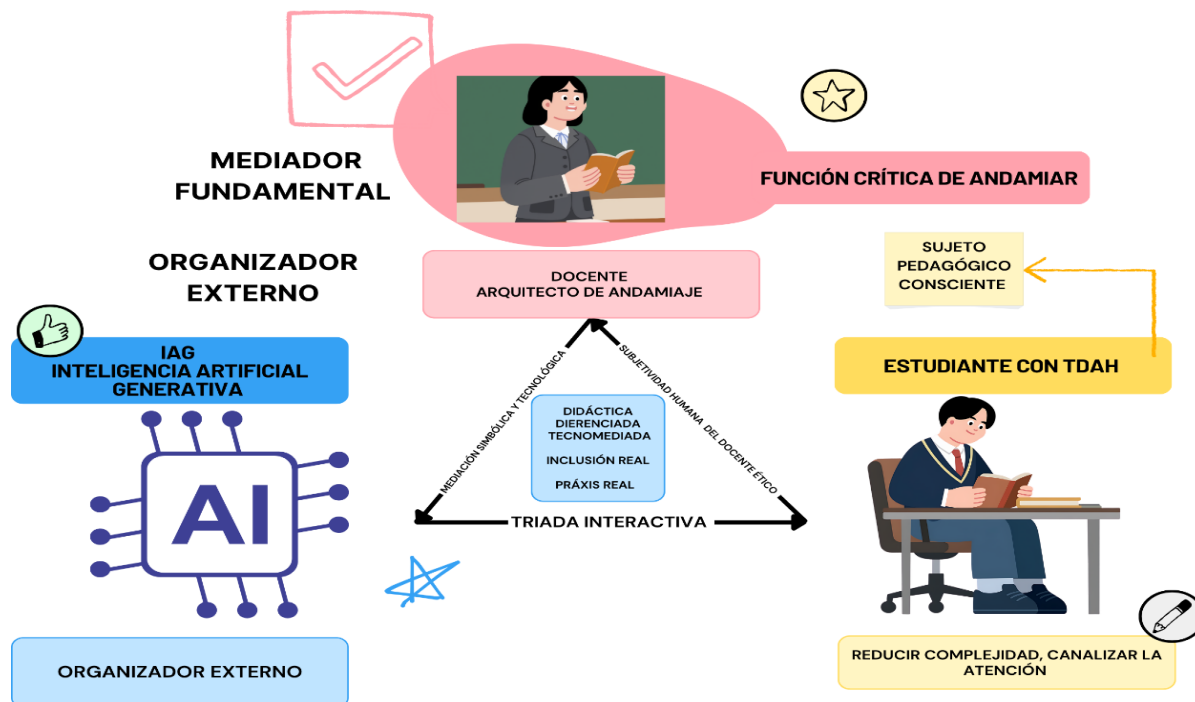 MEDIADOR
FUNDAMENTAL
FUNCIÓN CRÍTICA DE ANDAMIAR
ORGANIZADOR
EXTERNO
DOCENTE
ARQUITECTO DE ANDAMIAJE
SUJETO
PEDAGÓGICO
CONSCIENTE
IAG
INTELIGENCIA ARTIFICIAL
GENERATIVA
ESTUDIANTE CON TDAH
MEDIACIÓN SIMBÓLICA Y TECNOLÓGICA
SUBJETIVIDAD HUMANA DEL DOCENTE ÉTICO
DIDÁCTICA
DIERENCIADA
TECNOMEDIADA
INCLUSIÓN REAL
PRÁXIS REAL
AI
TRIADA INTERACTIVA
ORGANIZADOR EXTERNO
REDUCIR COMPLEJIDAD, CANALIZAR LA
ATENCIÓN